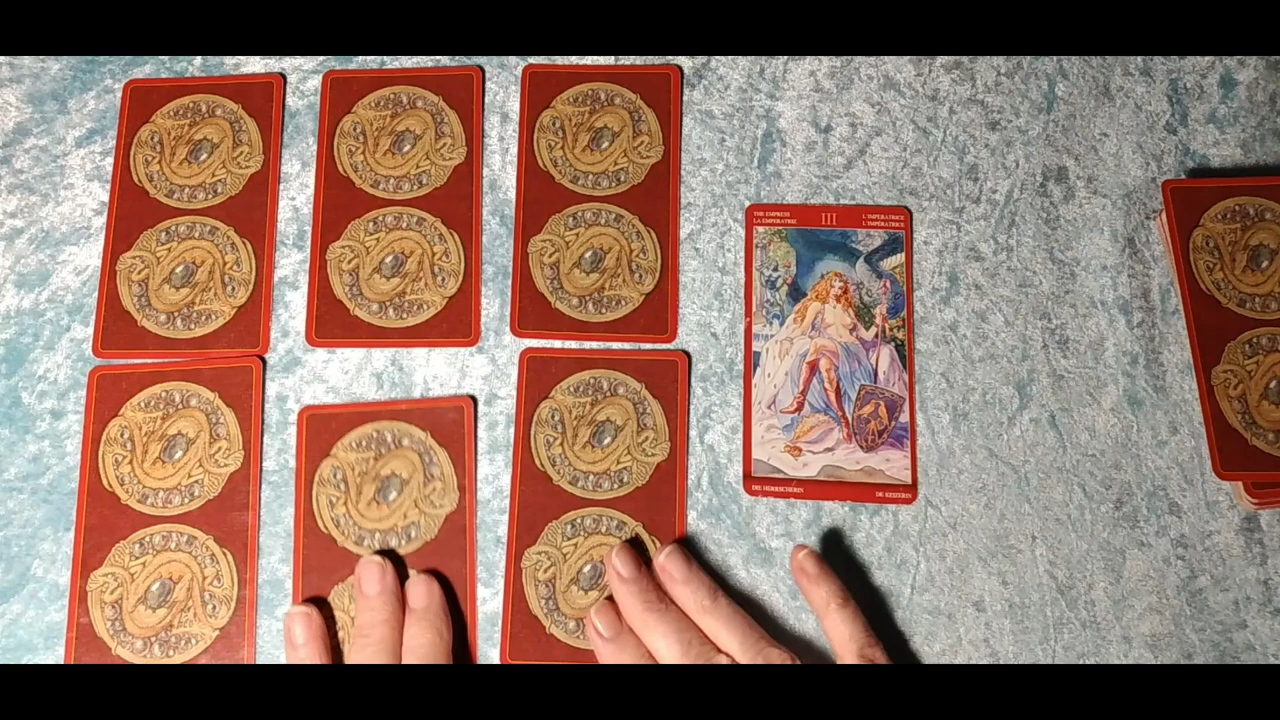 THE EMPRESS
LA EMPERATRIZ
III
L'IMPERATRICE
L'IMPÉRATRICE
DIE HERRSCHERIN
DE KEIZERIN